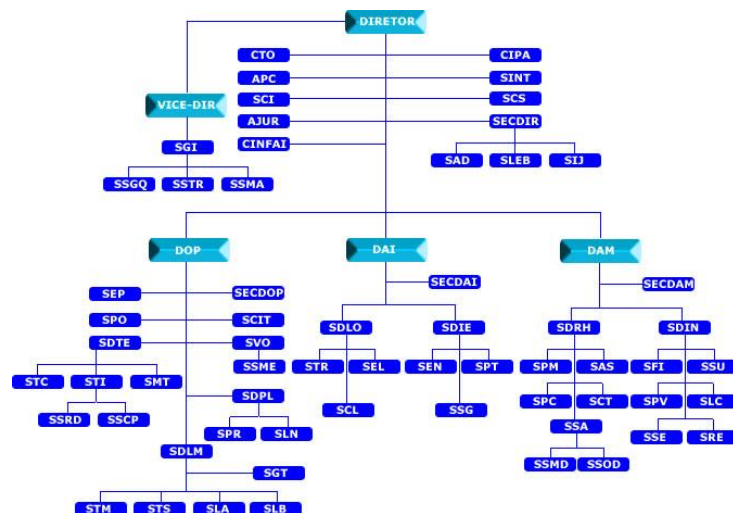 DIRETOR
CTO CIPA
APC SINT
SCI SCS
VICE-DIR
AJUR SECDIR
SGI
CINFAI
SAD SLEB SIJ
SSGQ SSTR SSMA
DOP DAI DAM
SECDAI SECDAM
SEP SECDOP
SPO SCIT
SDLO SDIE SDRH SDIN
SDTE SVO
SSME
STR SEL SEN SPT SPM SAS SFI SSU
STC STI SMT
SDPL
SPC SCT SPV SLC
SCL SSG
SSRD SSCP
SSA
SPR SLN
SSE SRE
SDLM
SSMD SSOD
SGT
STM STS SLA SLB